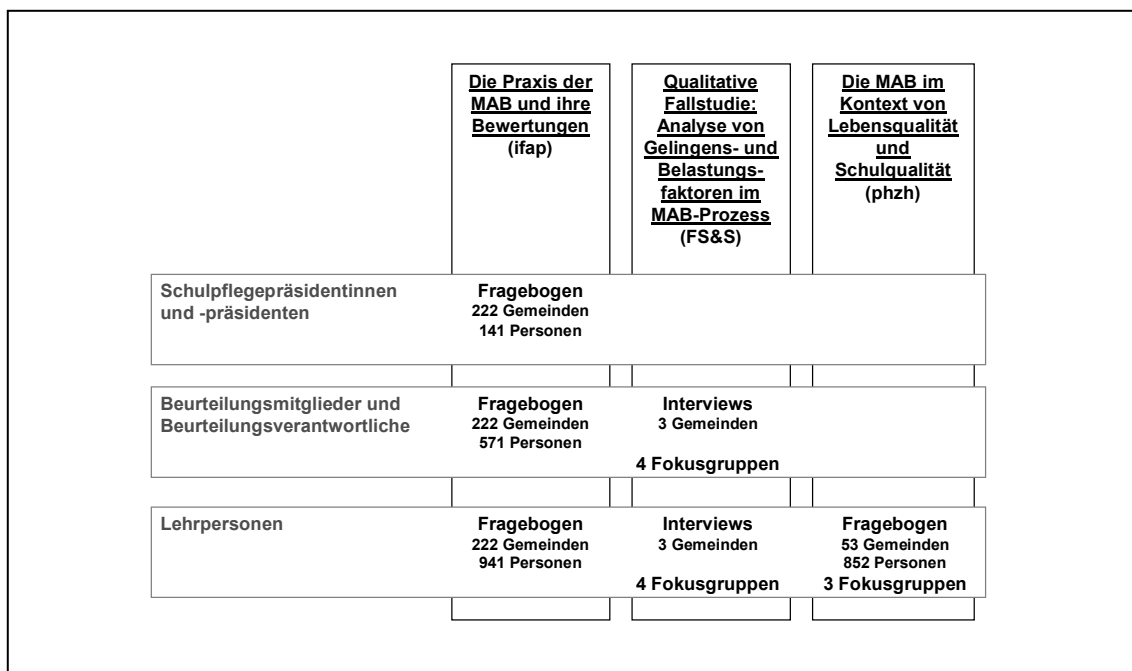 Die Praxis der
MAB und ihre
Bewertungen
(ifap)
Qualitative
Fallstudie:
Analyse von
Gelingens- und
Belastungs-
faktoren im
MAB-Prozess
(FS&S)
Die MAB im
Kontext von
Lebensqualität
und
Schulqualität
(phzh)
Schulpflegepräsidentinnen
und -präsidenten
Fragebogen
222 Gemeinden
141 Personen
Beurteilungsmitglieder und
Beurteilungsverantwortliche
Fragebogen
222 Gemeinden
571 Personen
Interviews
3 Gemeinden
4 Fokusgruppen
Lehrpersonen
Fragebogen
222 Gemeinden
941 Personen
Interviews
3 Gemeinden
4 Fokusgruppen
Fragebogen
53 Gemeinden
852 Personen
3 Fokusgruppen